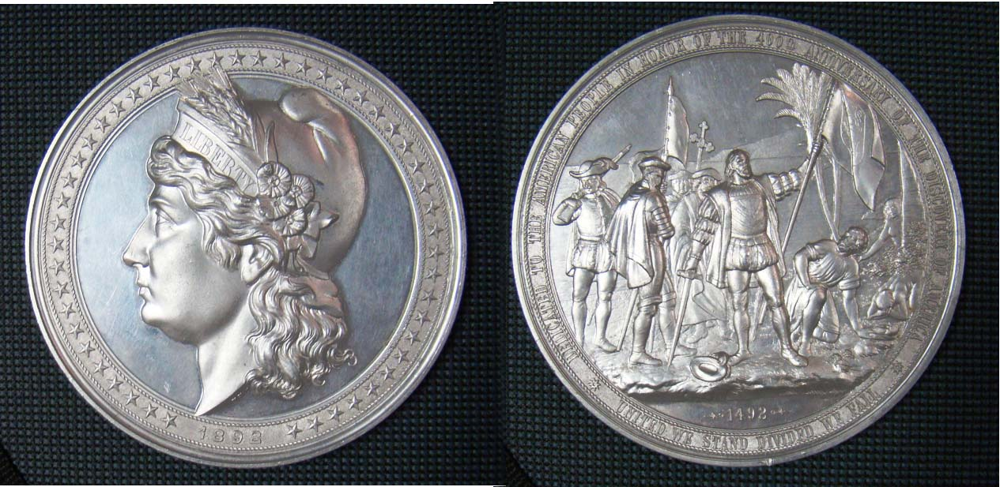 LIBERTY
1892
DEDICATED TO THE AMERICAN PEOPLE IN HONOR OF THE 400th ANNIVERSARY OF THE DISCOVERY OF AMERICA
1492
UNITED WE STAND DIVIDED WE FALL